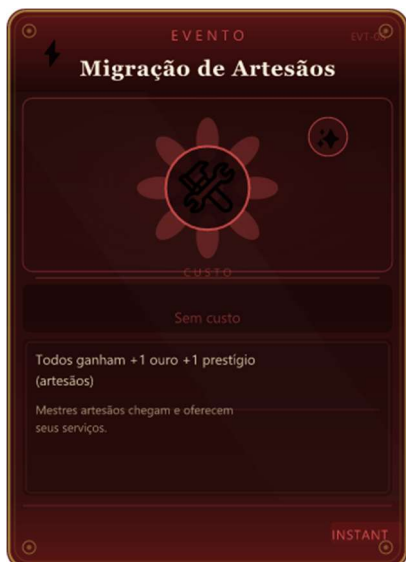 EVENTO
Migração de Artesãos
CUSTO
Sem custo
Todos ganham +1 ouro +1 prestígio
(artesãos)
Mestres artesãos chegam e oferecem
seus serviços.
INSTANT